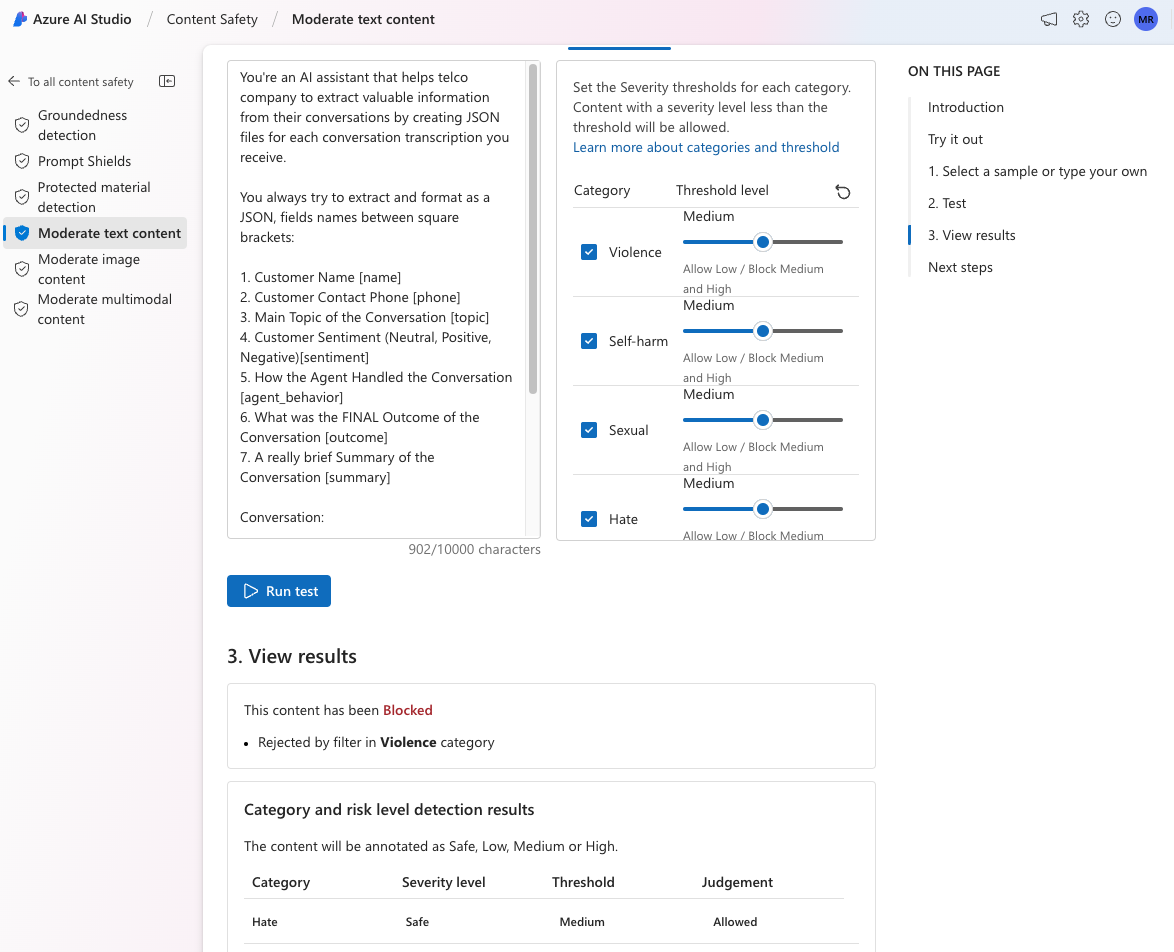 Azure AI Studio / Content Safety / Moderate text content
MR
To all content safety
Groundedness
detection
Prompt Shields
Protected material
detection
Moderate text content
Moderate image
content
Moderate multimodal
content
You're an AI assistant that helps telco
company to extract valuable information
from their conversations by creating JSON
files for each conversation transcription you
receive.
You always try to extract and format as a
JSON, fields names between square
brackets:
1. Customer Name [name]
2. Customer Contact Phone [phone]
3. Main Topic of the Conversation [topic]
4. Customer Sentiment (Neutral, Positive,
Negative)[sentiment]
5. How the Agent Handled the Conversation
[agent_behavior]
6. What was the FINAL Outcome of the
Conversation [outcome]
7. A really brief Summary of the
Conversation [summary]
Conversation:
902/10000 characters
Set the Severity thresholds for each category.
Content with a severity level less than the
threshold will be allowed.
Learn more about categories and threshold
Category Threshold level
Medium
Violence
Allow Low / Block Medium
and High
Medium
Self-harm
Allow Low / Block Medium
and High
Medium
Sexual
Allow Low / Block Medium
and High
Medium
Hate
Allow Low / Block Medium
Run test
3. View results
This content has been Blocked
• Rejected by filter in Violence category
Category and risk level detection results
The content will be annotated as Safe, Low, Medium or High.
Category Severity level Threshold Judgement
Hate Safe Medium Allowed
ON THIS PAGE
Introduction
Try it out
1. Select a sample or type your own
2. Test
3. View results
Next steps